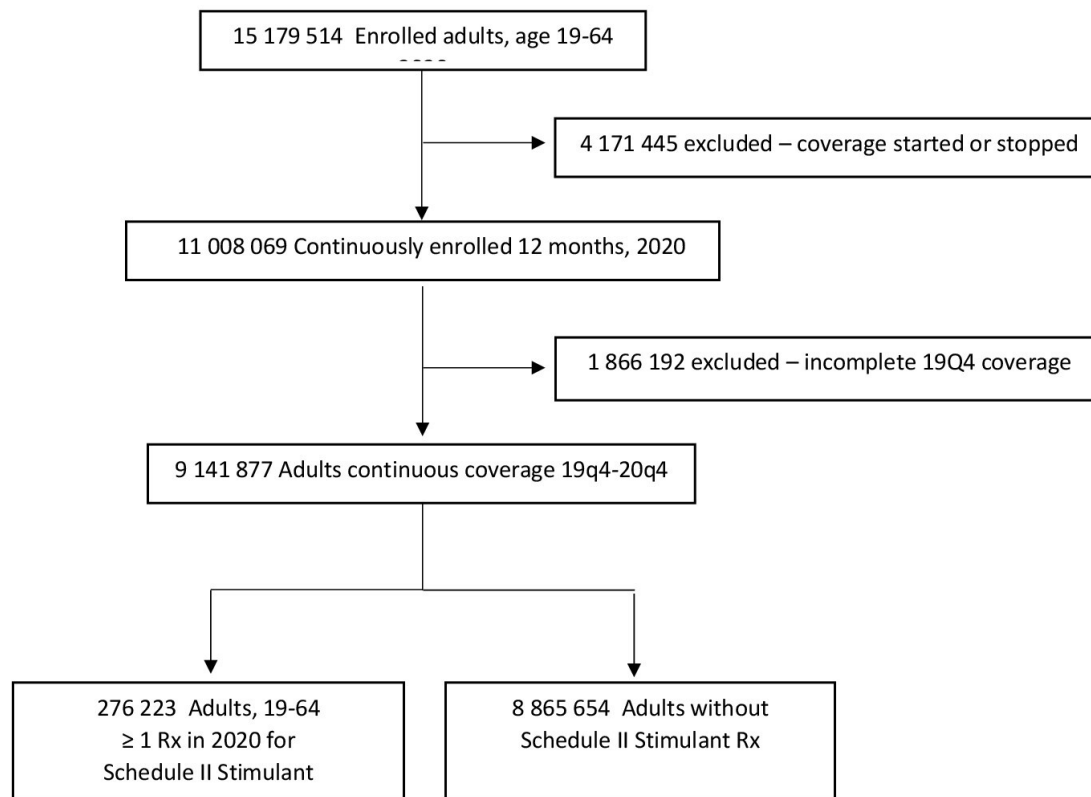 15 179 514 Enrolled adults, age 19-64
4 171 445 excluded – coverage started or stopped
11 008 069 Continuously enrolled 12 months, 2020
1 866 192 excluded – incomplete 19Q4 coverage
9 141 877 Adults continuous coverage 19q4-20q4
276 223 Adults, 19-64
≥ 1 Rx in 2020 for
Schedule II Stimulant
8 865 654 Adults without
Schedule II Stimulant Rx